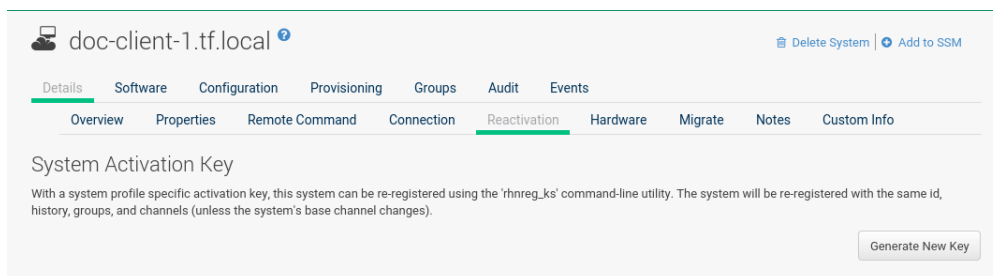 doc-client-1.tf.local ?
Delete System | Add to SSM
Details Software Configuration Provisioning Groups Audit Events
Overview Properties Remote Command Connection Reactivation Hardware Migrate Notes Custom Info
System Activation Key
With a system profile specific activation key, this system can be re-registered using the 'rhnreg_ks' command-line utility. The system will be re-registered with the same id,
history, groups, and channels (unless the system's base channel changes).
Generate New Key